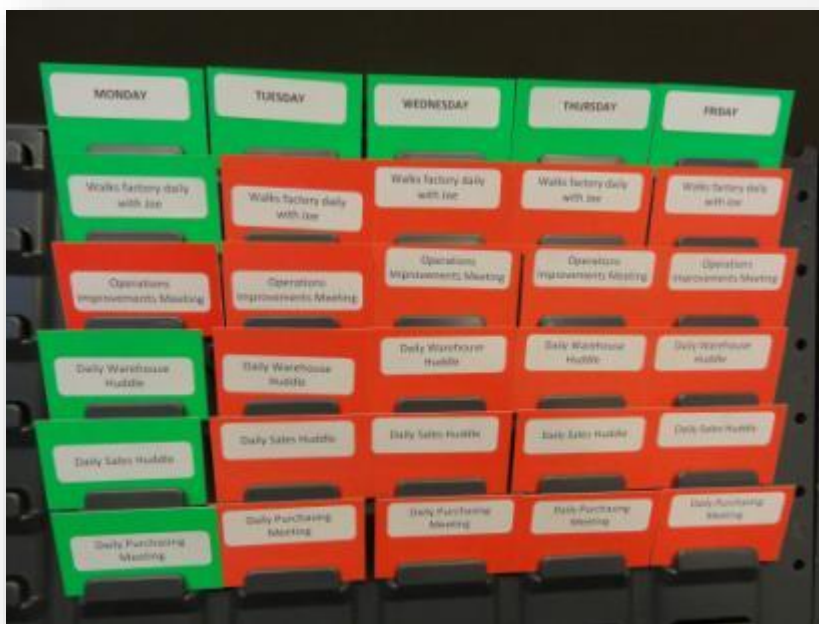 MONDAY
TUESDAY
WEDNESDAY
THURSDAY
FRIDAY
Walks factory daily
with Joe
Walks factory daily
with Joe
Walks factory daily
with Joe
Walks factory daily
with Joe
Walks factory daily
with Joe
Operations
Improvements Meeting
Operations
Improvements Meeting
Operations
Improvements Meeting
Operations
Improvements Meeting
Operations
Improvements Meeting
Daily Warehouse
Huddle
Daily Warehouse
Huddle
Daily Warehouse
Huddle
Daily Warehouse
Huddle
Daily Warehouse
Huddle
Daily Sales Huddle
Daily Sales Huddle
Daily Sales Huddle
Daily Sales Huddle
Daily Sales Huddle
Daily Purchasing
Meeting
Daily Purchasing
Meeting
Daily Purchasing
Meeting
Daily Purchasing
Meeting
Daily Purchasing
Meeting